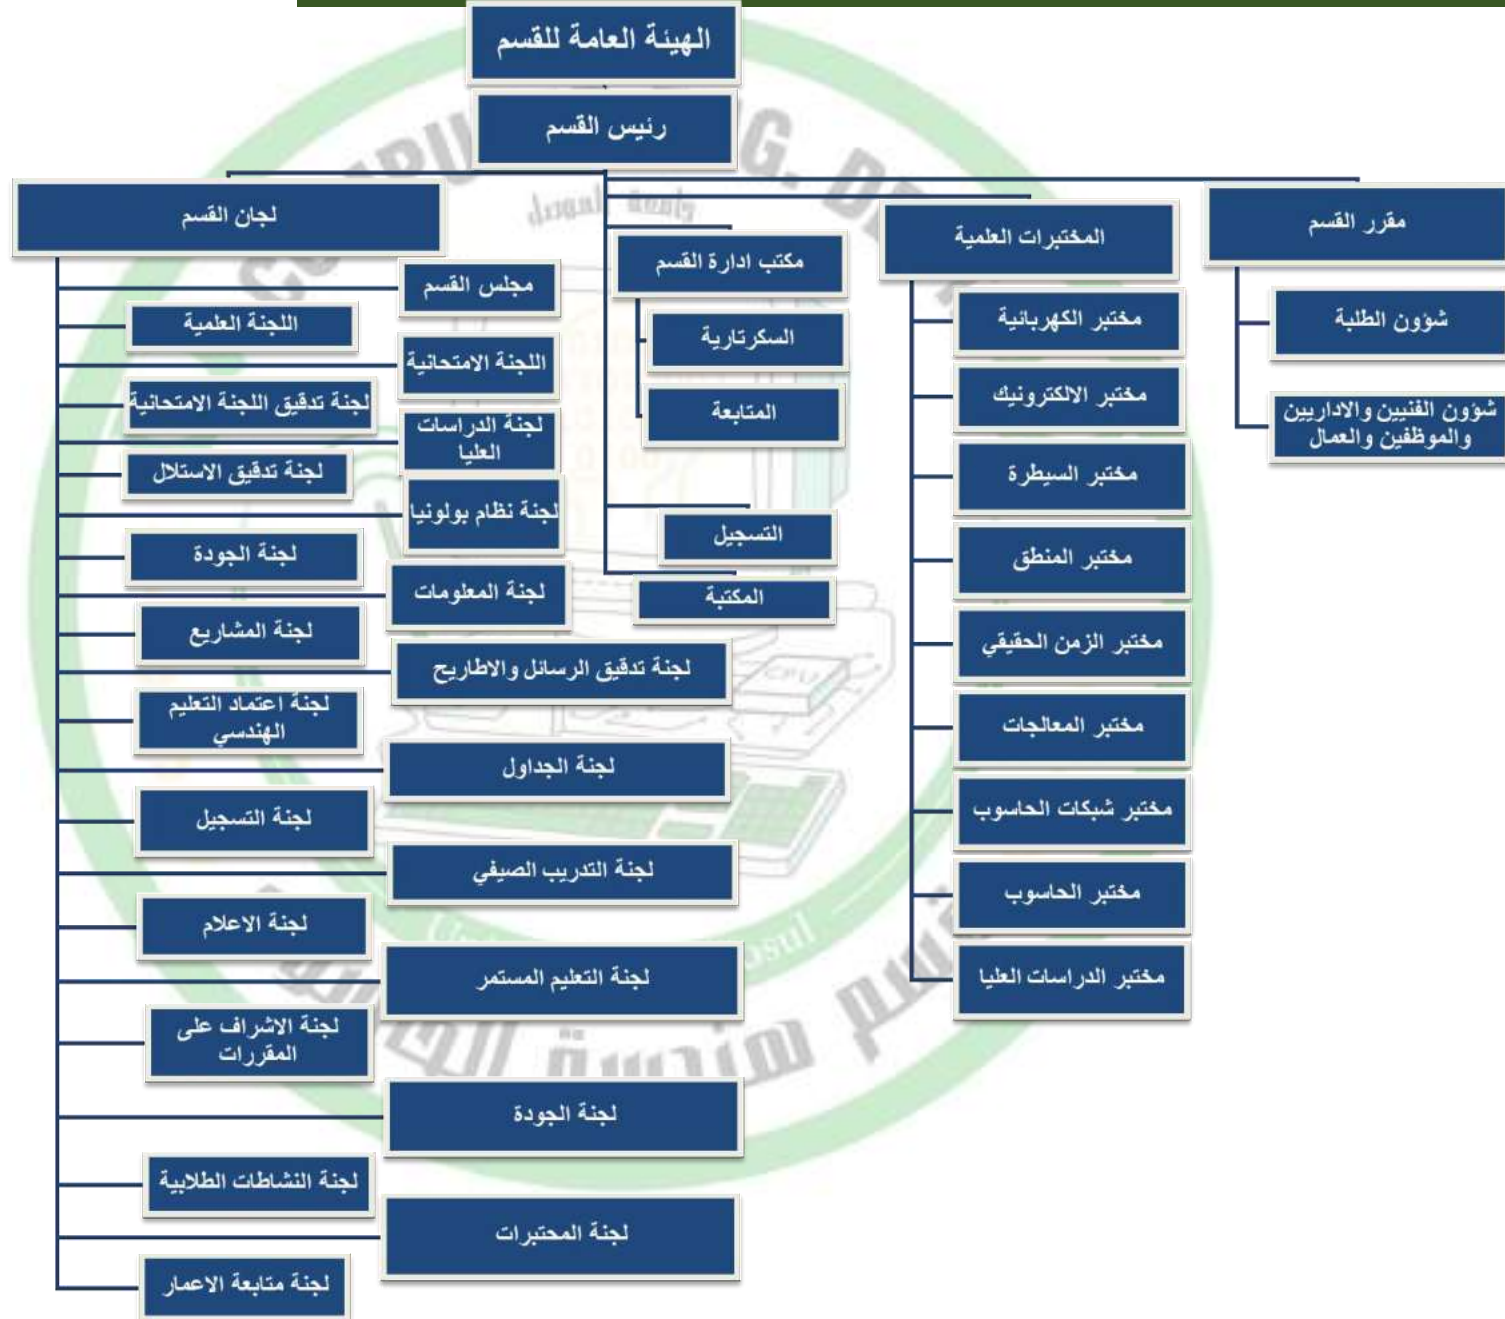 الهيئة العامة للقسم
رئيس القسم
مقرر القسم
شؤون الطلبة
شؤون الفنيين والاداريين
والموظفين والعمال
المختبرات العلمية
مختبر الكهربائية
مختبر الالكترونيك
مختبر السيطرة
مختبر المنطق
مختبر الزمن الحقيقي
مختبر المعالجات
مختبر شبكات الحاسوب
مختبر الحاسوب
مختبر الدراسات العليا
مكتب ادارة القسم
السكرتارية
المتابعة
التسجيل
المكتبة
لجان القسم
مجلس القسم
اللجنة العلمية
اللجنة الامتحانية
لجنة تدقيق اللجنة الامتحانية
لجنة الدراسات
العليا
لجنة تدقيق الاستلال
لجنة نظام بولونيا
لجنة الجودة
لجنة المعلومات
لجنة المشاريع
لجنة تدقيق الرسائل والاطاريح
لجنة اعتماد التعليم
الهندسي
لجنة الجداول
لجنة التسجيل
لجنة التدريب الصيفي
لجنة الاعلام
لجنة التعليم المستمر
لجنة الاشراف على
المقررات
لجنة الجودة
لجنة النشاطات الطلابية
لجنة المحتبرات
لجنة متابعة الاعمار
CPU